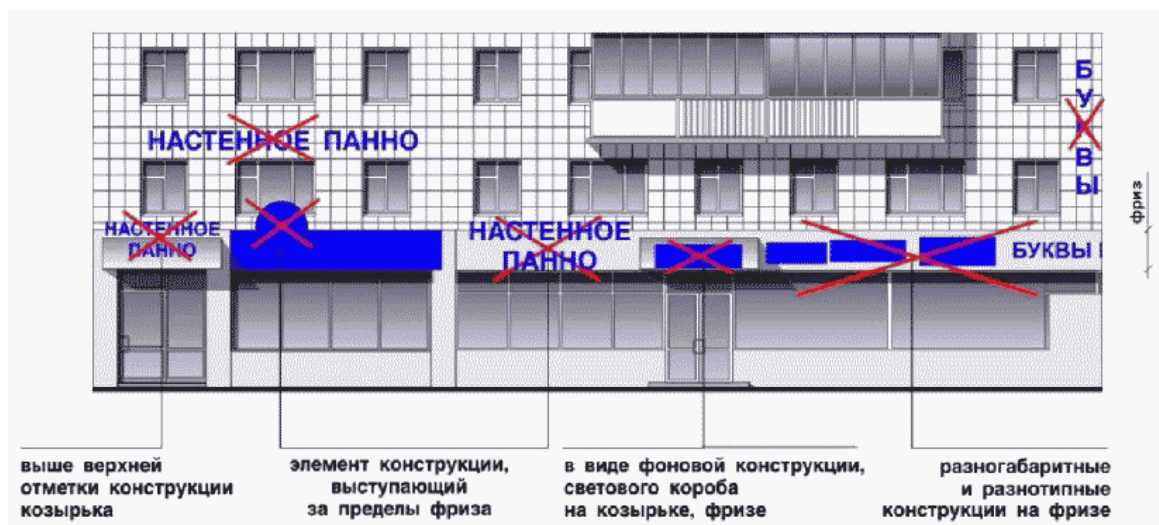 Б
У
В
Ы
НАСТЕННОЕ ПАННО
фриз
НАСТЕННОЕ
ПАННО
НАСТЕННОЕ
ПАННО
БУКВЫ
выше верхней
отметки конструкции
козырька
элемент конструкции,
выступающий
за пределы фриза
в виде фоновой конструкции,
светового короба
на козырьке, фризе
разногабаритные
и разнотипные
конструкции на фризе